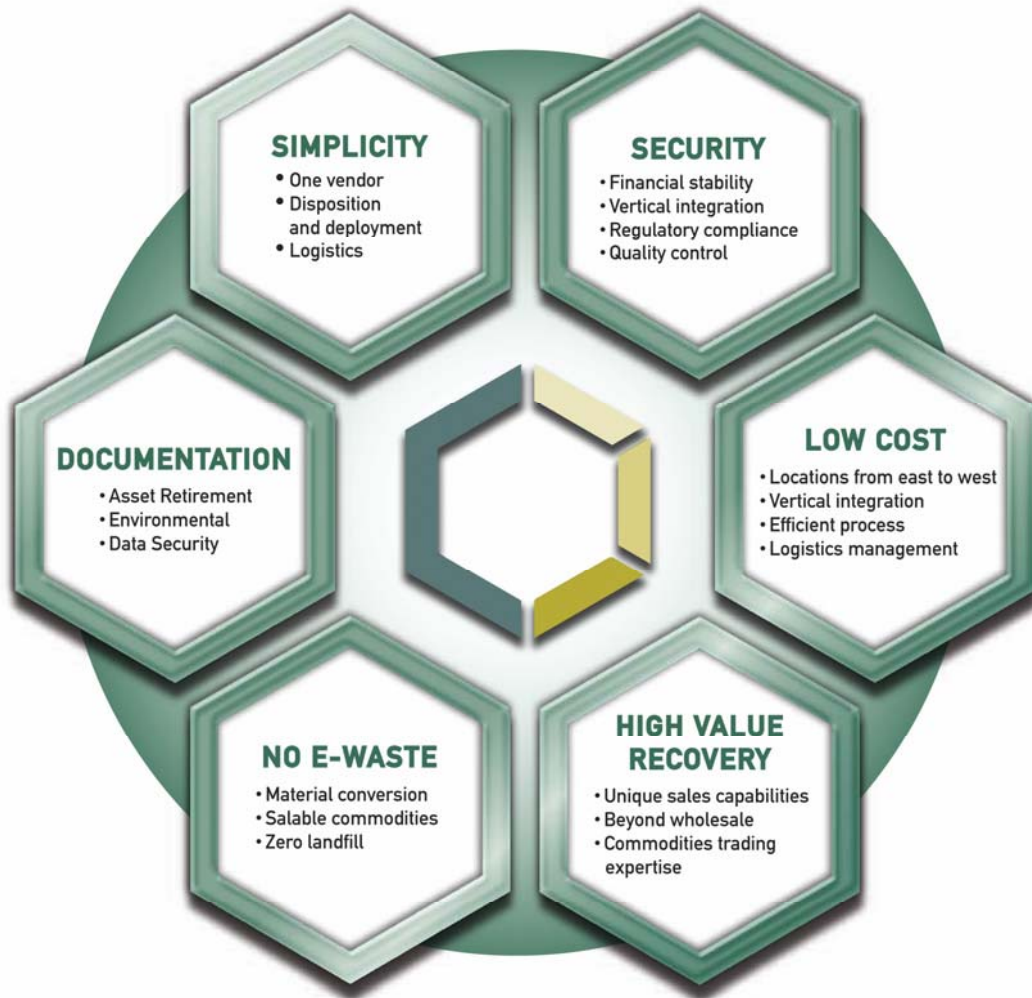 SIMPLICITY
• One vendor
• Disposition
and deployment
• Logistics
SECURITY
• Financial stability
• Vertical integration
• Regulatory compliance
• Quality control
DOCUMENTATION
• Asset Retirement
• Environmental
• Data Security
LOW COST
• Locations from east to west
• Vertical integration
• Efficient process
• Logistics management
NO E-WASTE
• Material conversion
• Salable commodities
• Zero landfill
HIGH VALUE
RECOVERY
• Unique sales capabilities
• Beyond wholesale
• Commodities trading
expertise